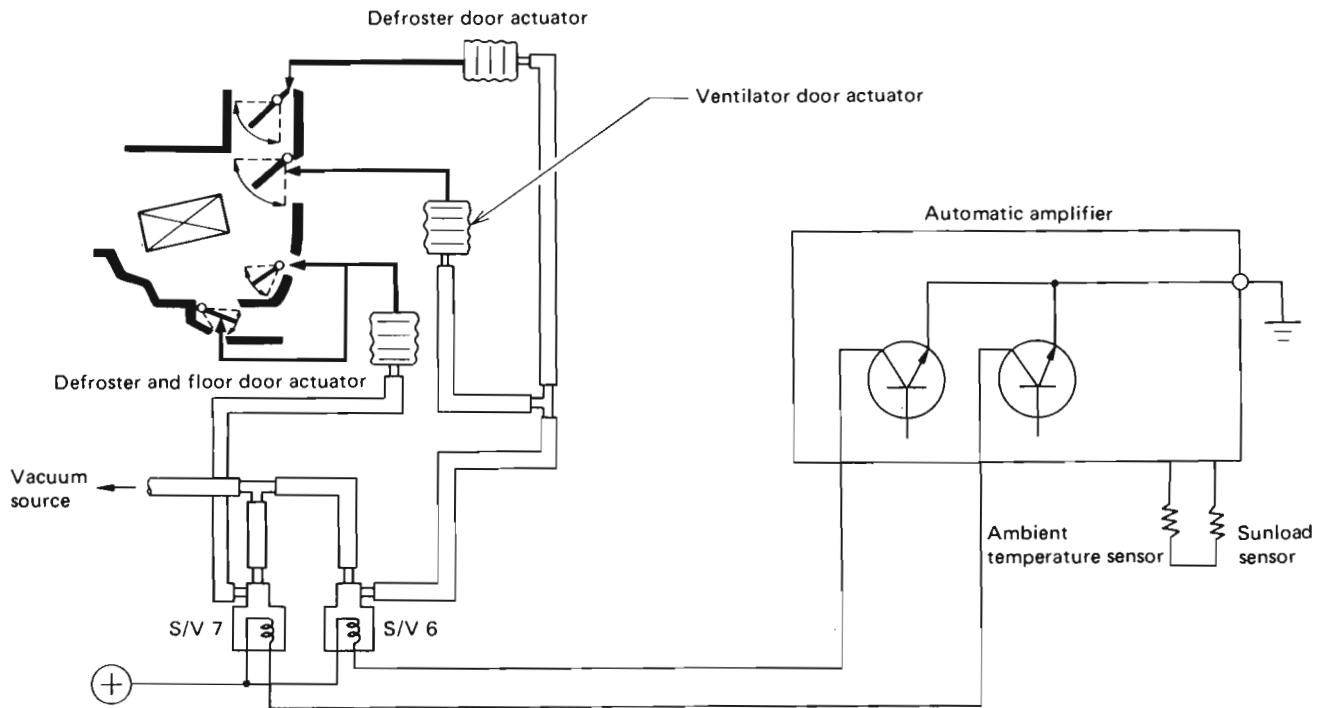 Defroster door actuator
Ventilator door actuator
Automatic amplifier
Defroster and floor door actuator
Vacuum
source
Ambient
temperature sensor
Sunload
sensor
S/V 7
S/V 6
+